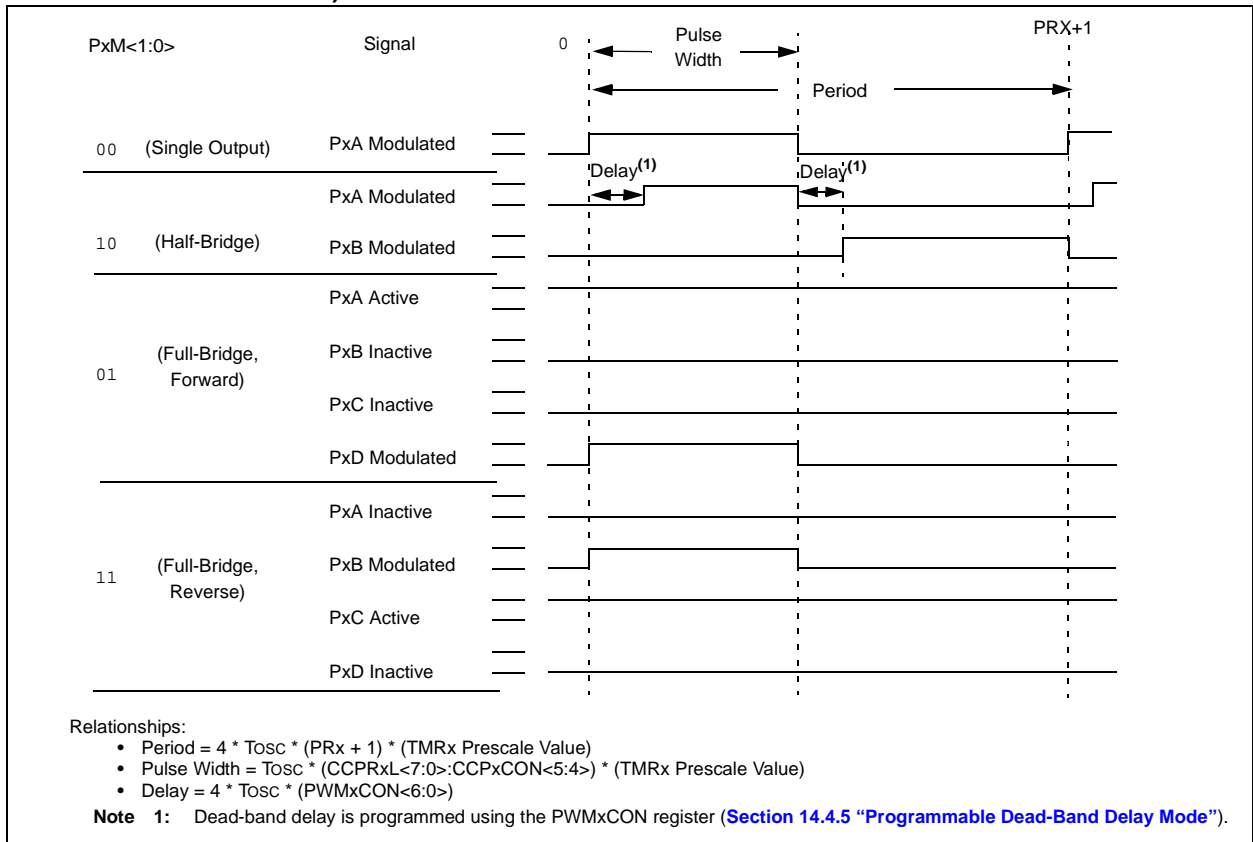 PxM<1:0>
Signal
0
Pulse
Width
PRX+1
Period
00 (Single Output)
PxA Modulated
Delay(1)
Delay(1)
PxA Modulated
10 (Half-Bridge)
PxB Modulated
PxA Active
01 (Full-Bridge,
Forward)
PxB Inactive
PxC Inactive
PxD Modulated
PxA Inactive
11 (Full-Bridge,
Reverse)
PxB Modulated
PxC Active
PxD Inactive
Relationships:
• Period = 4 * TOSC * (PRx + 1) * (TMRx Prescale Value)
• Pulse Width = TOSC * (CCPRxL<7:0>:CCPxCON<5:4>) * (TMRx Prescale Value)
• Delay = 4 * TOSC * (PWMxCON<6:0>)
Note 1: Dead-band delay is programmed using the PWMxCON register (Section 14.4.5 “Programmable Dead-Band Delay Mode”).